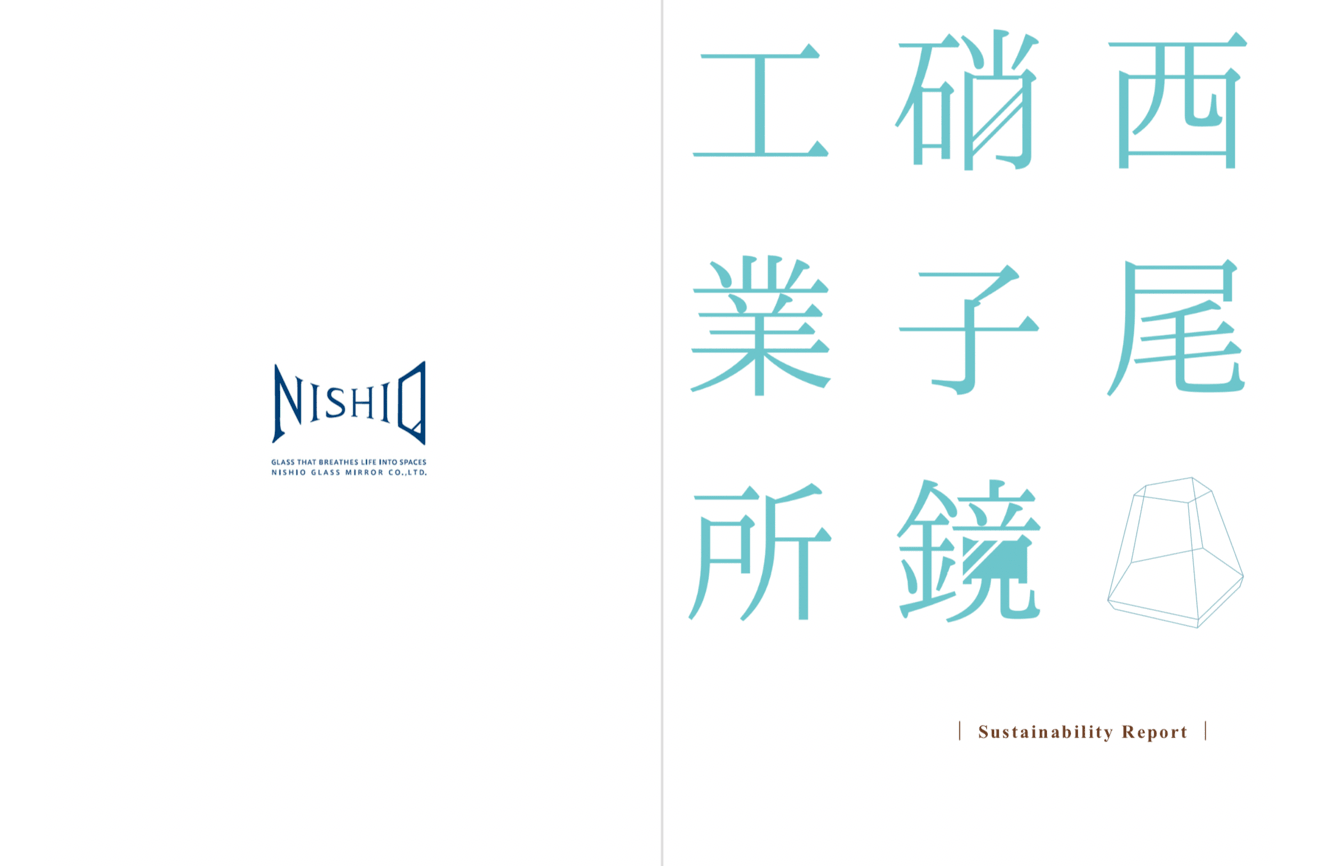 NISHIO
GLASS THAT BREATHES LIFE INTO SPACES
NISHIO GLASS MIRROR CO.,LTD.
西尾
硝子鏡
工業所
Sustainability Report